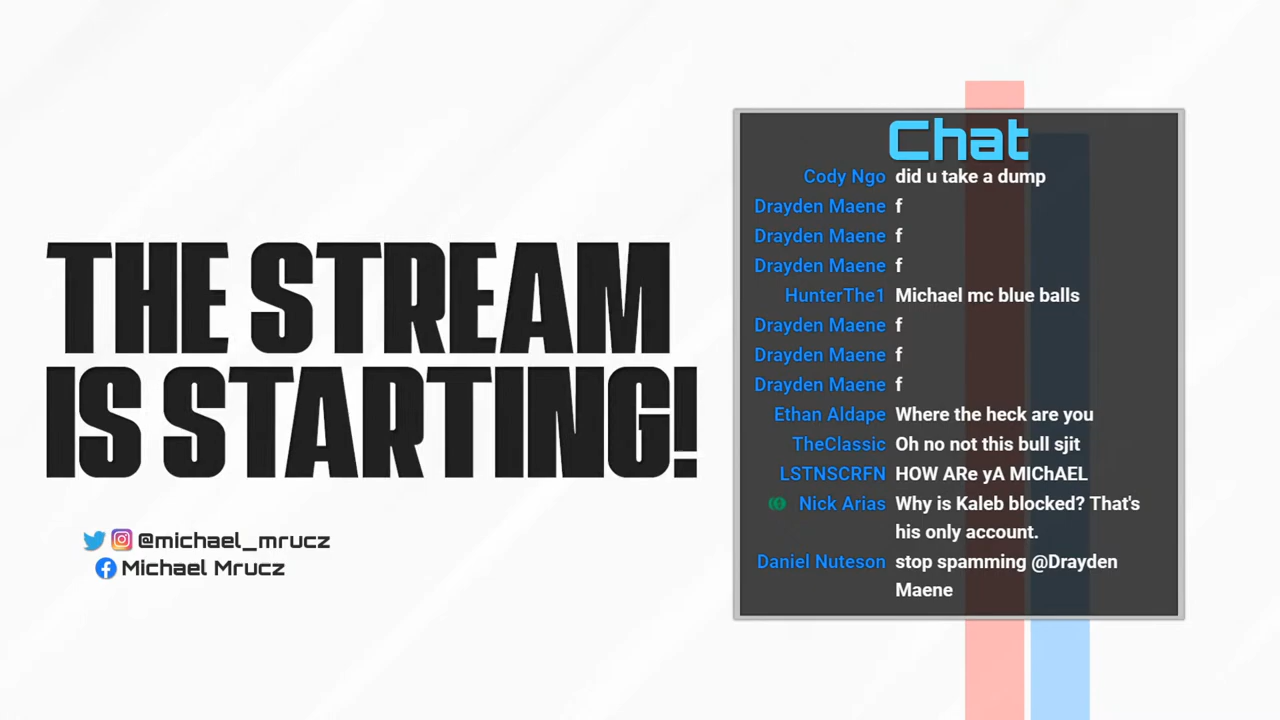 THE STREAM
IS STARTING!
@michael_mrucz
Michael Mrucz
Chat
Cody Ngo did u take a dump
Drayden Maene f
Drayden Maene f
Drayden Maene f
HunterThe1 Michael mc blue balls
Drayden Maene f
Drayden Maene f
Drayden Maene f
Ethan Aldape Where the heck are you
TheClassic Oh no not this bull sjit
LSTNSCRFN HOW ARe yA MIChAEL
Nick Arias Why is Kaleb blocked? That's
his only account.
Daniel Nuteson stop spamming @Drayden
Maene